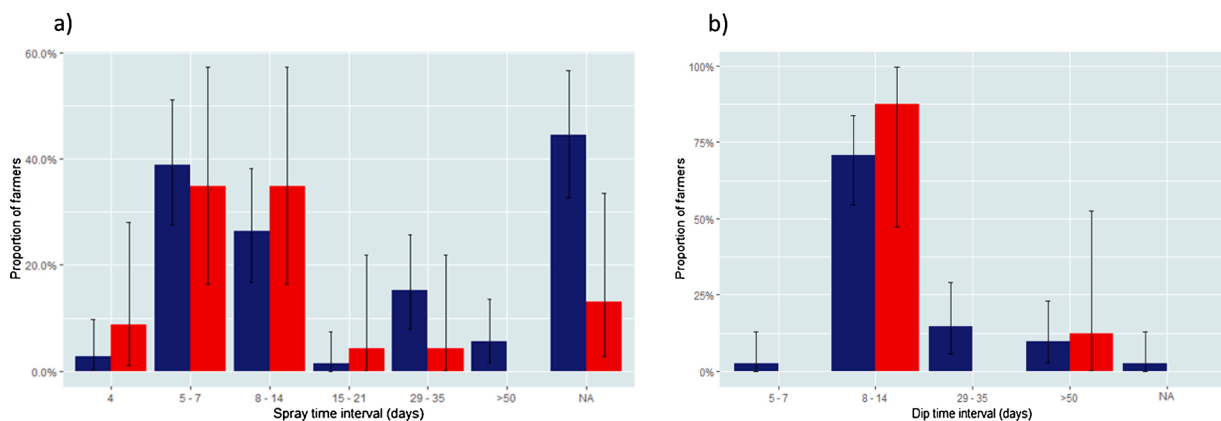 a)
60.0%
40.0%
20.0%
0.0%
Proportion of farmers
4 5 - 7 8 - 14 15 - 21 29 - 35 >50 NA
Spray time interval (days)
b)
100%
75%
50%
25%
0%
Proportion of farmers
5 - 7 8 - 14 29 - 35 >50 NA
Dip time interval (days)